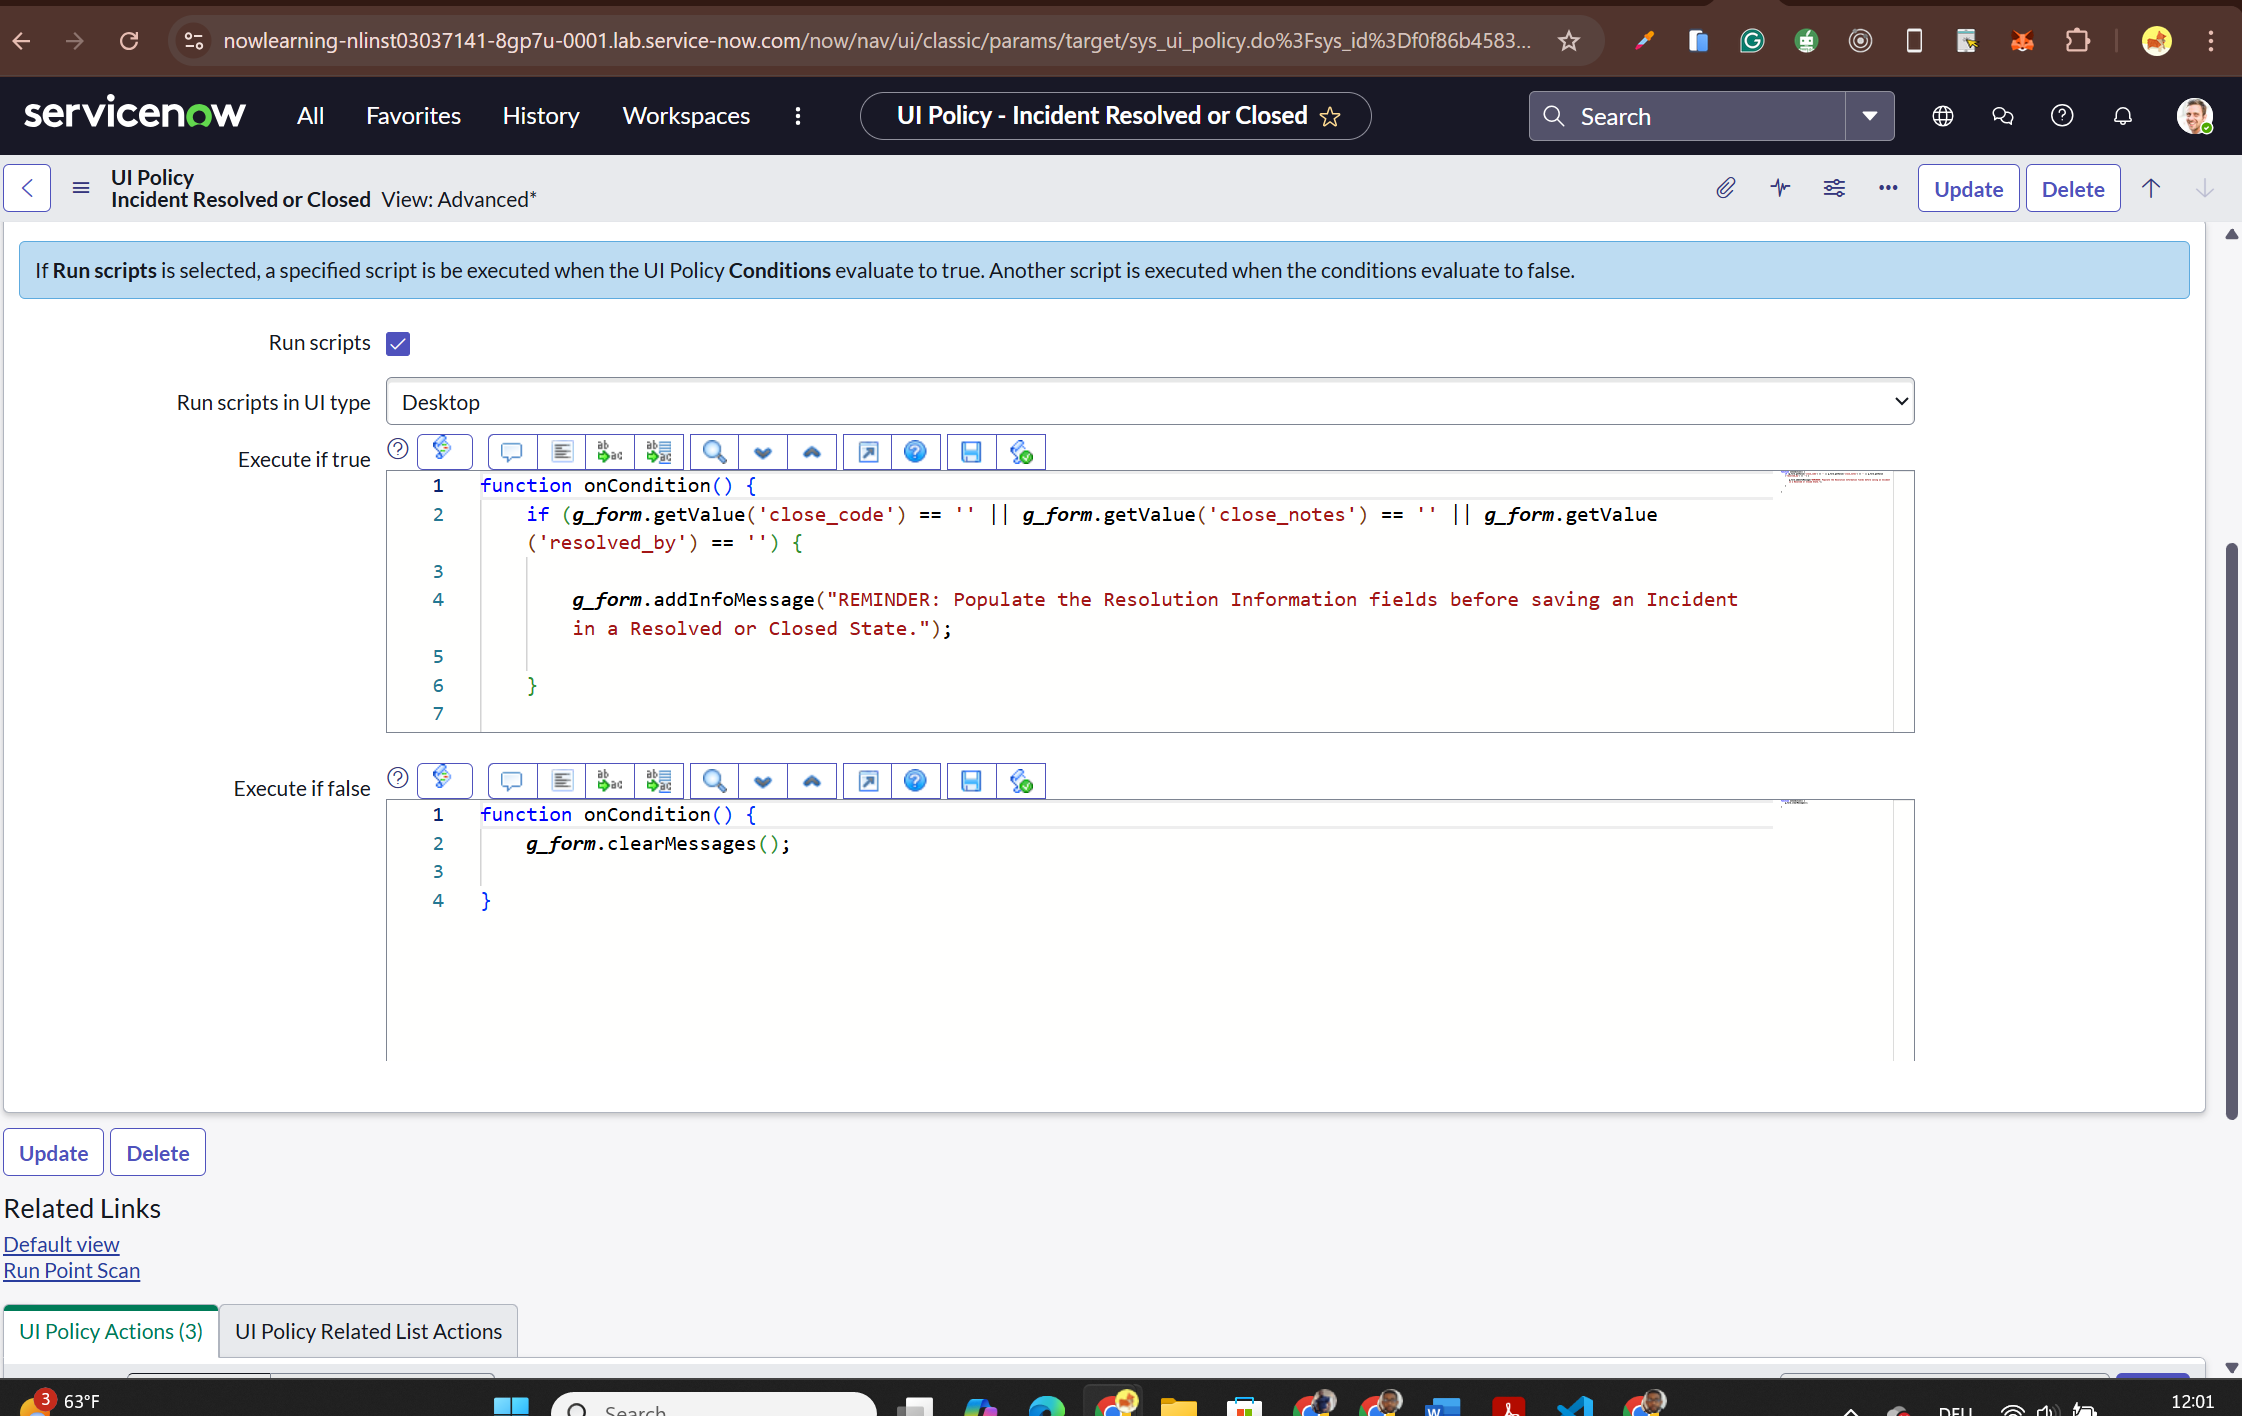 nowlearning-nlinst03037141-8gp7u-0001.lab.service-now.com/now/nav/ui/classic/params/target/sys_ui_policy.do%3Fsys_id%3Df0f86b4583...
servicenow
All
Favorites
History
Workspaces
UI Policy - Incident Resolved or Closed
Search
UI Policy
Incident Resolved or Closed View: Advanced*
Update
Delete
If Run scripts is selected, a specified script is be executed when the UI Policy Conditions evaluate to true. Another script is executed when the conditions evaluate to false.
Run scripts
Run scripts in UI type
Desktop
Execute if true
1 function onCondition() {
2 if (g_form.getValue('close_code') == '' || g_form.getValue('close_notes') == '' || g_form.getValue
('resolved_by') == '') {
3
4 g_form.addInfoMessage("REMINDER: Populate the Resolution Information fields before saving an Incident
in a Resolved or Closed State.");
5
6 }
7
Execute if false
1 function onCondition() {
2 g_form.clearMessages();
3
4 }
Update
Delete
Related Links
Default view
Run Point Scan
UI Policy Actions (3)
UI Policy Related List Actions
3
63°F
Search
DEU
12:01